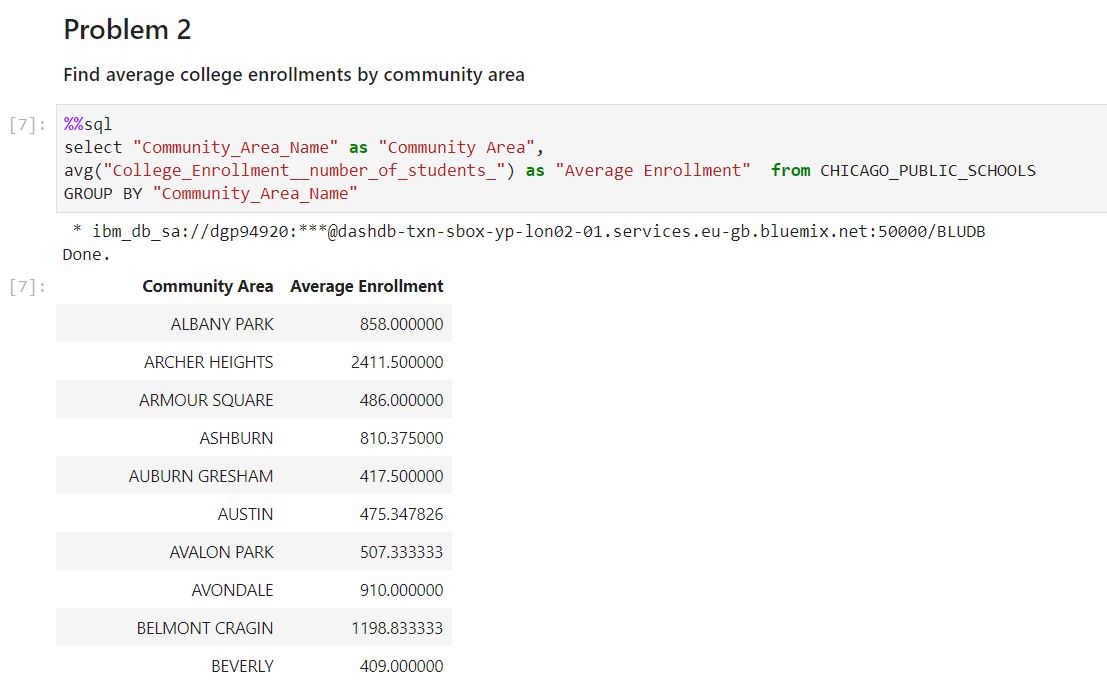 Problem 2
Find average college enrollments by community area
[7]: %%sql
select "Community_Area_Name" as "Community Area",
avg("College_Enrollment__number_of_students_") as "Average Enrollment"  from CHICAGO_PUBLIC_SCHOOLS
GROUP BY "Community_Area_Name"
* ibm_db_sa://dgp94920:***@dashdb-txn-sbox-yp-lon02-01.services.eu-gb.bluemix.net:50000/BLUDB
Done.
[7]: Community Area Average Enrollment
ALBANY PARK 858.000000
ARCHER HEIGHTS 2411.500000
ARMOUR SQUARE 486.000000
ASHBURN 810.375000
AUBURN GRESHAM 417.500000
AUSTIN 475.347826
AVALON PARK 507.333333
AVONDALE 910.000000
BELMONT CRAGIN 1198.833333
BEVERLY 409.000000